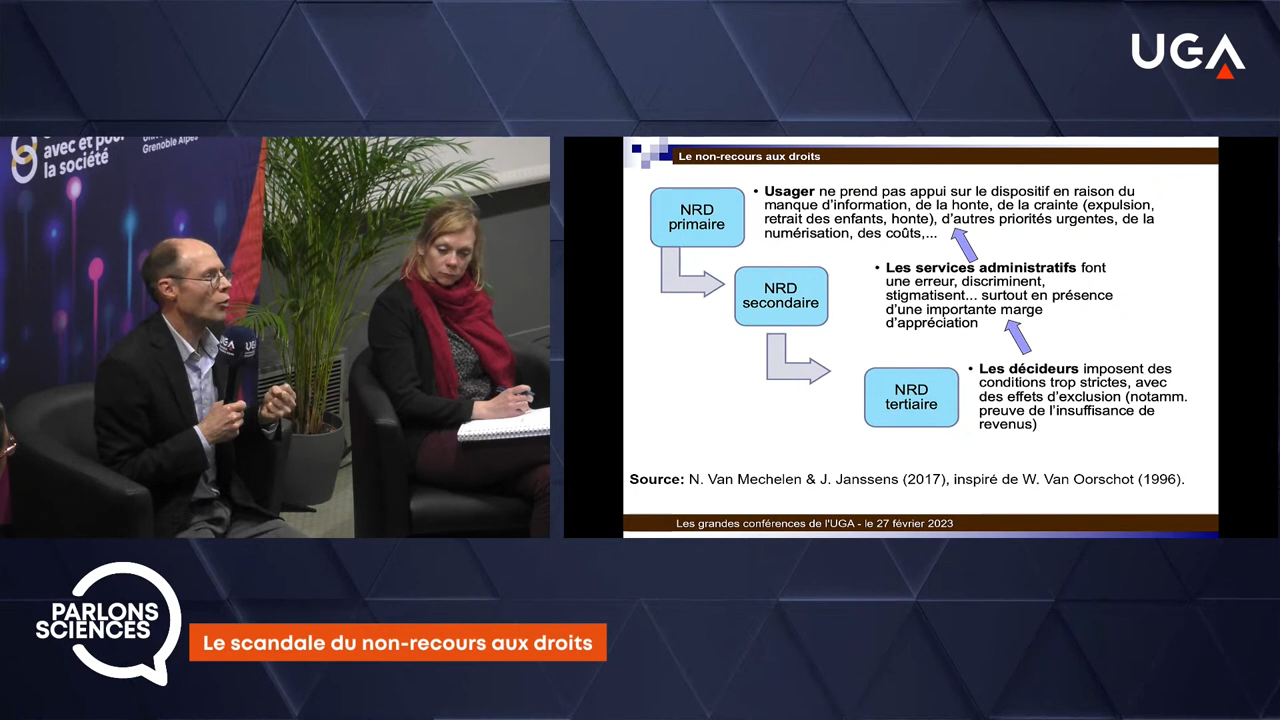 UGA
avec et pour
la société
Grenoble Alpes
UGA
Le non-recours aux droits
NRD
primaire
• Usager ne prend pas appui sur le dispositif en raison du
manque d'information, de la honte, de la crainte (expulsion,
retrait des enfants, honte), d'autres priorités urgentes, de la
numérisation, des coûts,...
NRD
secondaire
• Les services administratifs font
une erreur, discriminent,
stigmatisent... surtout en présence
d'une importante marge
d'appréciation
NRD
tertiaire
• Les décideurs imposent des
conditions trop strictes, avec
des effets d'exclusion (notamm.
preuve de l'insuffisance de
revenus)
Source: N. Van Mechelen & J. Janssens (2017), inspiré de W. Van Oorschot (1996).
Les grandes conférences de l'UGA - le 27 février 2023
PARLONS
SCIENCES
Le scandale du non-recours aux droits